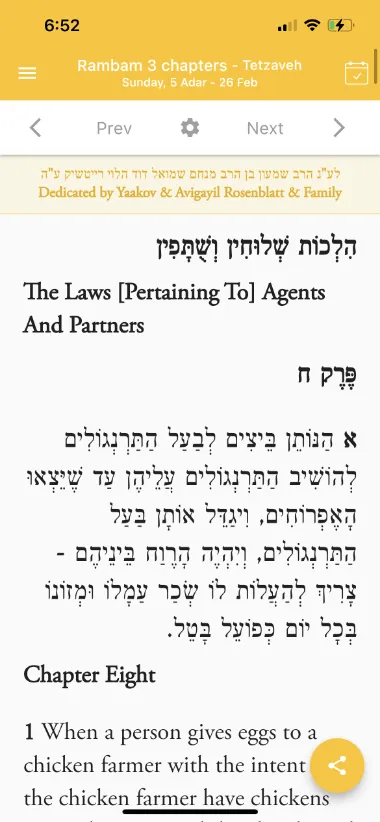 6:52
Rambam 3 chapters - Tetzaveh
Sunday, 5 Adar - 26 Feb
Prev
Next
לע"נ הרב שמעון בן הרב מנחם שמואל דוד הלוי רייטשיק ע"ה
Dedicated by Yaakov & Avigayil Rosenblatt & Family
הִלְכוֹת שְׁלוּחִין וְשֻׁתָּפִין
The Laws [Pertaining To] Agents
And Partners
פֶּרֶק ח
א הַנּוֹתֵן בֵּיצִים לְבַעַל הַתַּרְנְגוֹלִים
לְהוֹשִׁיב הַתַּרְנְגוֹלִים עֲלֵיהֶן עַד שֶׁיֵּצְאוּ
הָאֶפְרוֹחִים, וִיגַדֵּל אוֹתָן בַּעַל
הַתַּרְנְגוֹלִים, וְיִהְיֶה הָרֶוַח בֵּינֵיהֶם -
צָרִיךְ לְהַעֲלוֹת לוֹ שְׂכַר עֲמָלוֹ וּמְזוֹנוֹ
בְּכָל יוֹם כְּפוֹעֵל בָּטֵל.
Chapter Eight
1 When a person gives eggs to a
chicken farmer with the intent
the chicken farmer have chickens